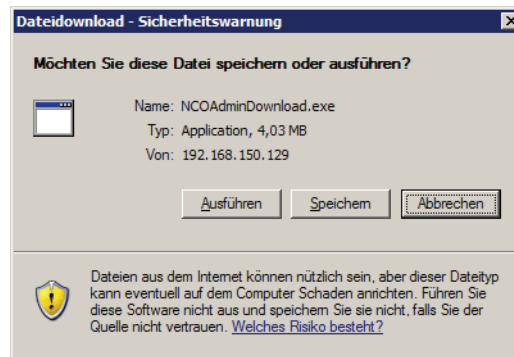 Dateidownload - Sicherheitswarnung
Möchten Sie diese Datei speichern oder ausführen?
Name: NCOAdminDownload.exe
Typ: Application, 4,03 MB
Von: 192.168.150.129
Ausführen Speichern Abbrechen
Dateien aus dem Internet können nützlich sein, aber dieser Dateityp
kann eventuell auf dem Computer Schaden anrichten. Führen Sie
diese Software nicht aus und speichern Sie sie nicht, falls Sie der
Quelle nicht vertrauen. Welches Risiko besteht?